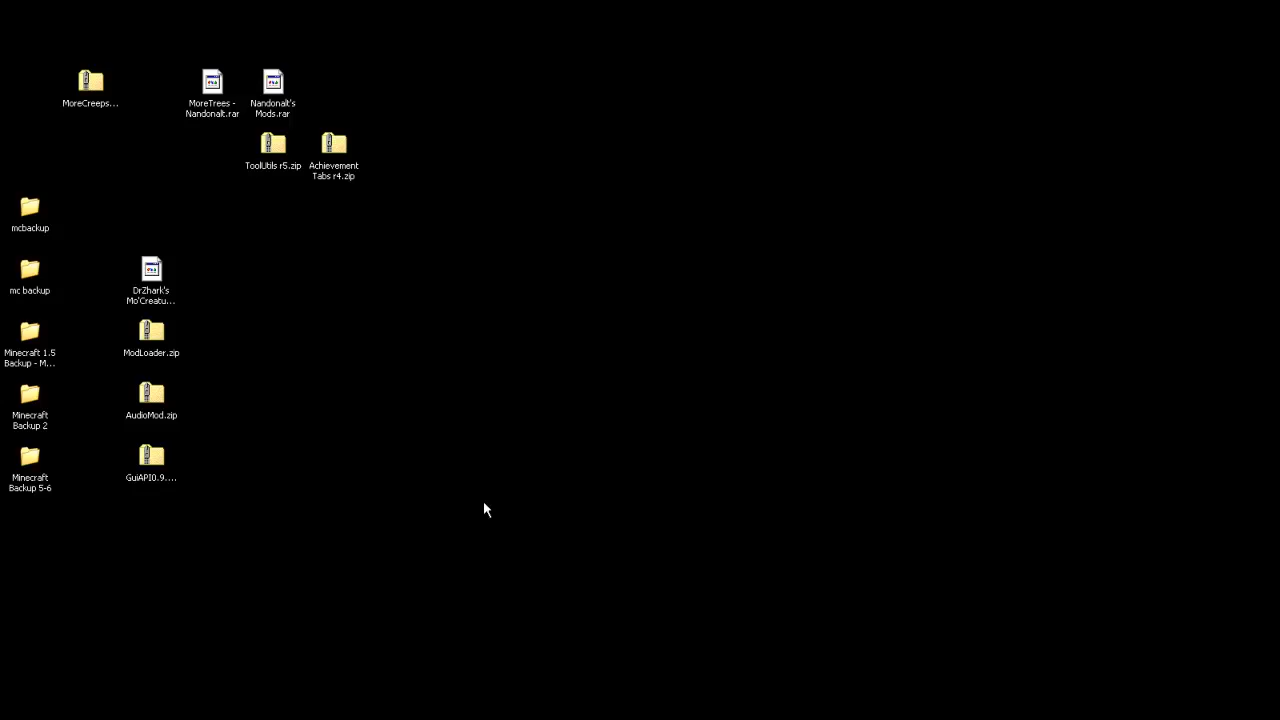 MoreCreeps...
MoreTrees -
Nandonalt.rar
Nandonalt's
Mods.rar
ToolUtils r5.zip
Achievement
Tabs r4.zip
mcbackup
mc backup
DrZhark's
Mo'Creatu...
Minecraft 1.5
Backup - M...
ModLoader.zip
Minecraft
Backup 2
AudioMod.zip
Minecraft
Backup 5-6
GuiAPI0.9....